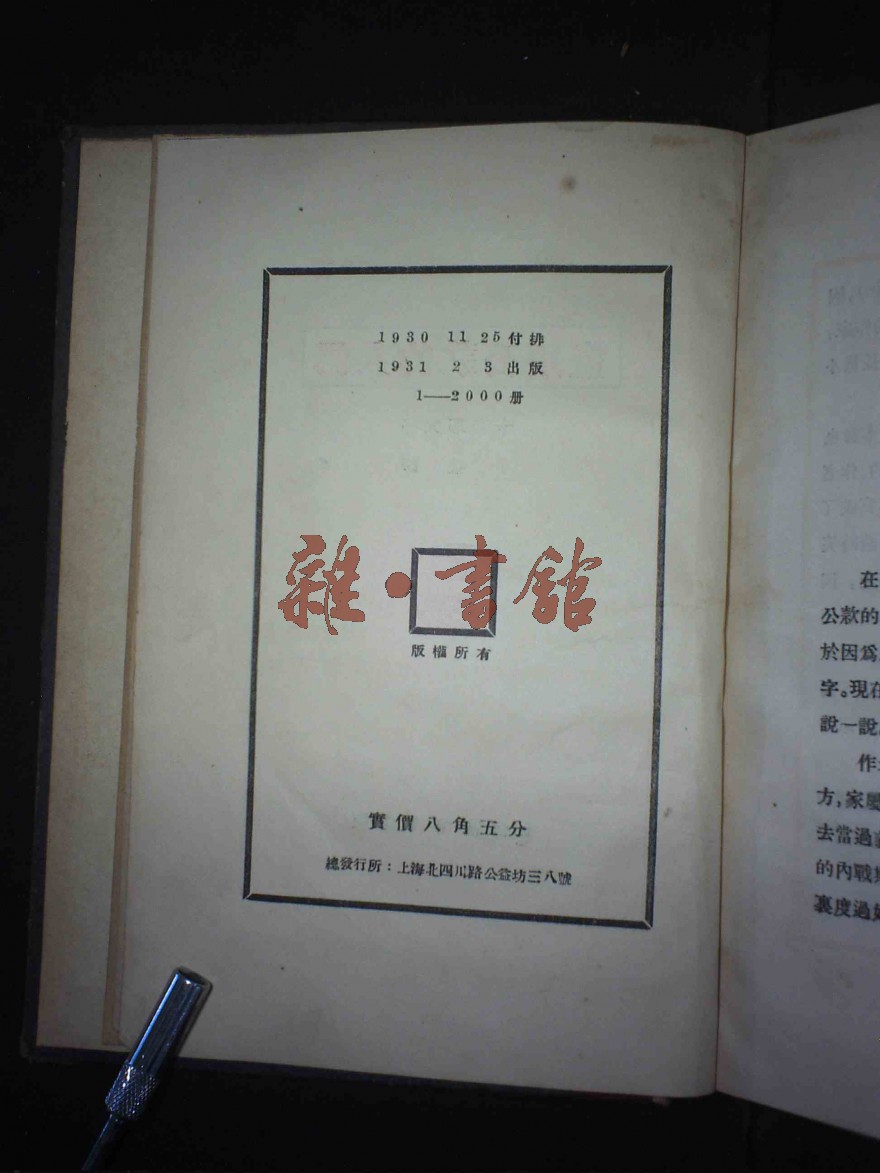 1930 11 25付排
1931 2 3出版
1——2000册
雜·書館
版權所有
實價八角五分
總發行所：上海北四川路公益坊三八號
在
公款的
於因爲
字。現在
說一說
作
方，家
去當過
的內戰
裏度過